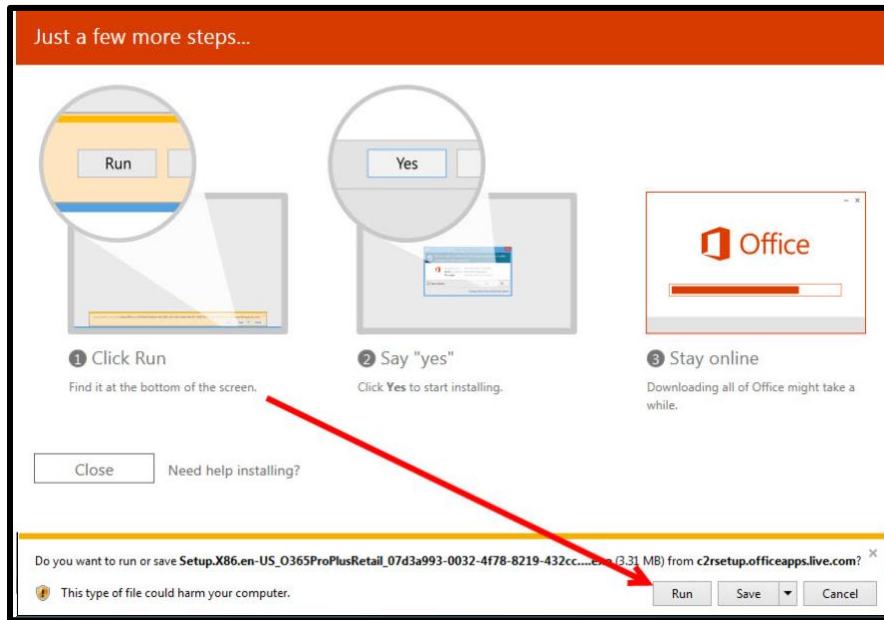 Just a few more steps...
Run
Yes
Office
1 Click Run
Find it at the bottom of the screen.
2 Say "yes"
Click Yes to start installing.
3 Stay online
Downloading all of Office might take a
while.
Close
Need help installing?
Do you want to run or save Setup.X86.en-US_O365ProPlusRetail_07d3a993-0032-4f78-8219-432cc....exe (3.31 MB) from c2rsetup.officeapps.live.com?
This type of file could harm your computer.
Run
Save
Cancel